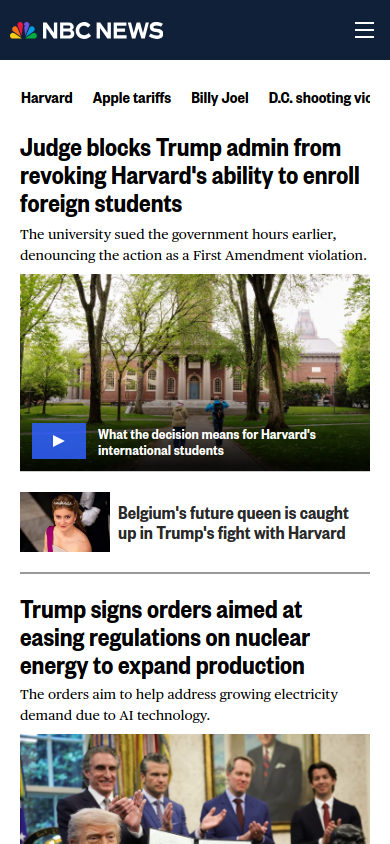 NBC NEWS
Harvard Apple tariffs Billy Joel D.C. shooting vic
Judge blocks Trump admin from
revoking Harvard's ability to enroll
foreign students
The university sued the government hours earlier,
denouncing the action as a First Amendment violation.
What the decision means for Harvard's
international students
Belgium's future queen is caught
up in Trump's fight with Harvard
Trump signs orders aimed at
easing regulations on nuclear
energy to expand production
The orders aim to help address growing electricity
demand due to AI technology.